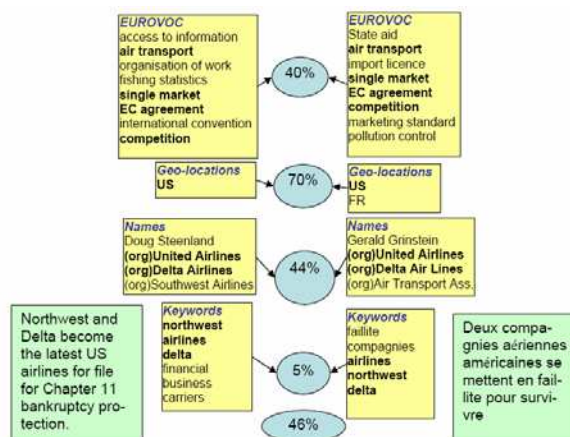 EUROVOC
access to information
air transport
organisation of work
fishing statistics
single market
EC agreement
international convention
competition
40%
EUROVOC
State aid
air transport
import licence
single market
EC agreement
competition
marketing standard
pollution control
Geo-locations
US
70%
Geo-locations
US
FR
Names
Doug Steenland
(org)United Airlines
(org)Delta Airlines
(org)Southwest Airlines
44%
Names
Gerald Grinstein
(org)United Airlines
(org)Delta Air Lines
(org)Air Transport Ass.
Keywords
northwest
airlines
delta
financial
business
carriers
5%
Keywords
faillite
compagnies
airlines
northwest
delta
Northwest and
Delta become
the latest US
airlines for file
for Chapter 11
bankruptcy pro-
tection.
46%
Deux compa-
gnies aériennes
américaines se
mettent en fail-
lite pour survi-
vre